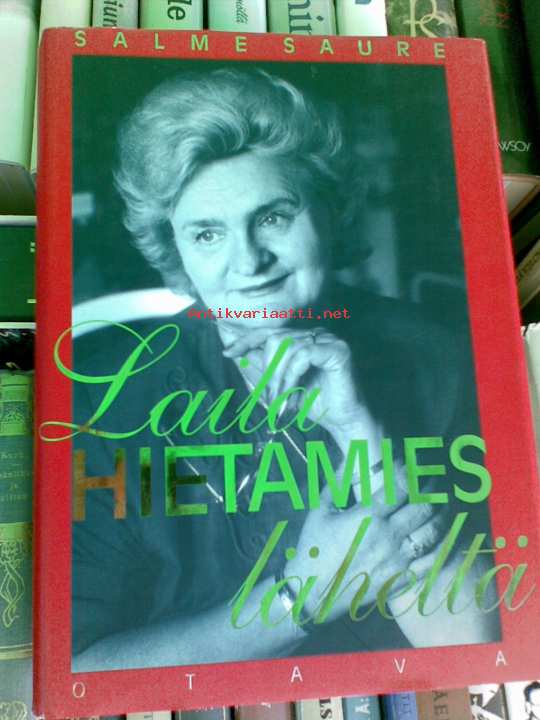 SALME SAURE
Antikvariaatti.net
Laila
HIETAMIES
läheltä
OTAVA